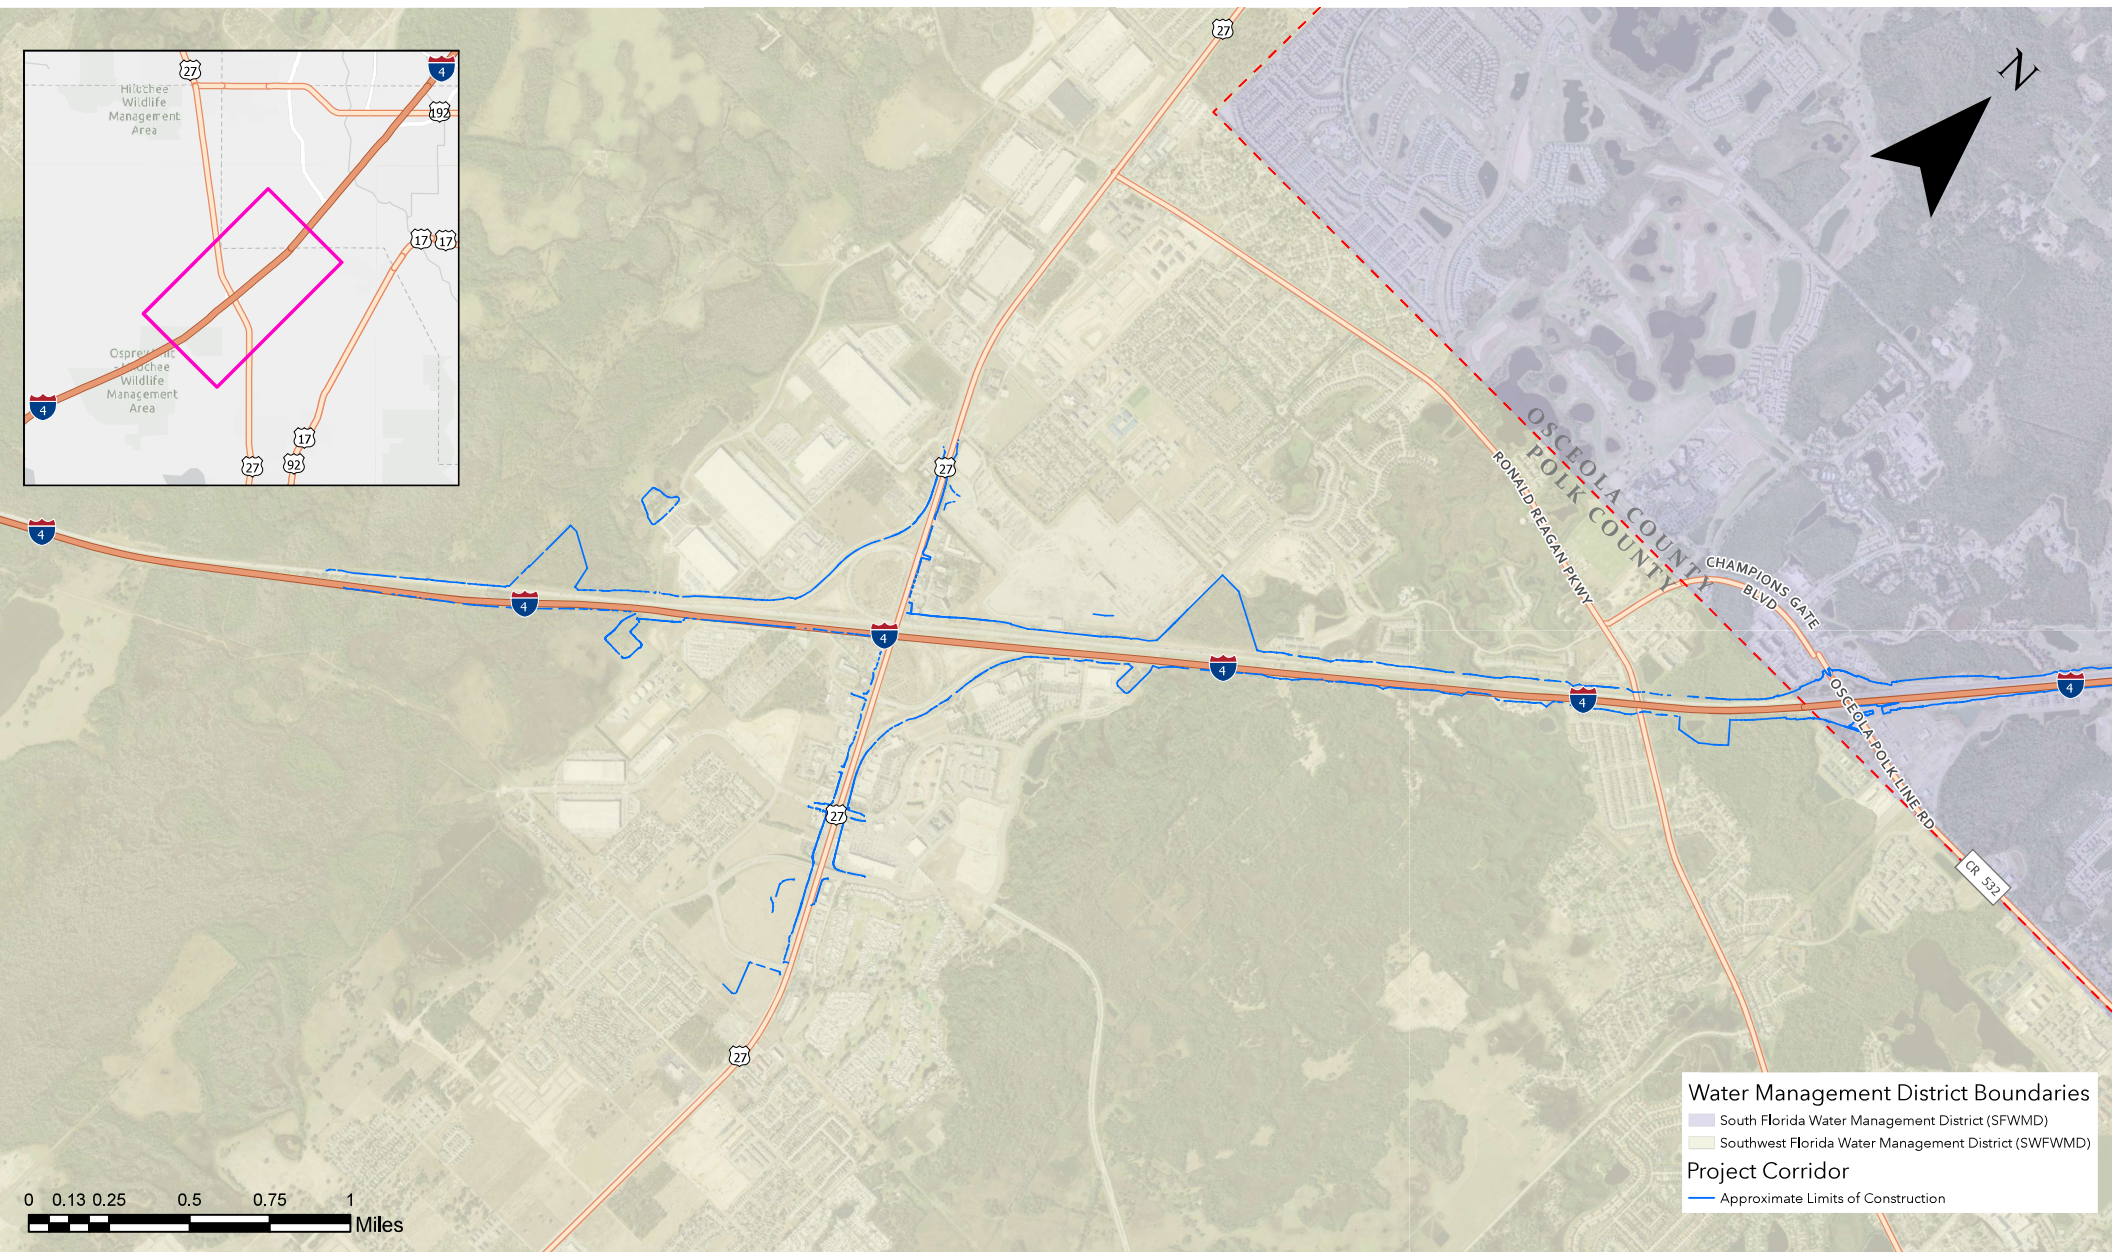 27
4
192
Hilochee
Wildlife
Management
Area
17
17
Wildlife
Management
Area
4
17
92
27
27
N
27
4
4
4
4
4
4
27
27
OSCEOLA COUNTY
POLK COUNTY
RONALD REAGAN PKWY
CHAMPIONS GATE
BLVD
OSCEOLA POLK LINE RD
CR 532
Water Management District Boundaries
South Florida Water Management District (SFWMD)
Southwest Florida Water Management District (SWFWMD)
Project Corridor
Approximate Limits of Construction
0 0.13 0.25 0.5 0.75 1
Miles